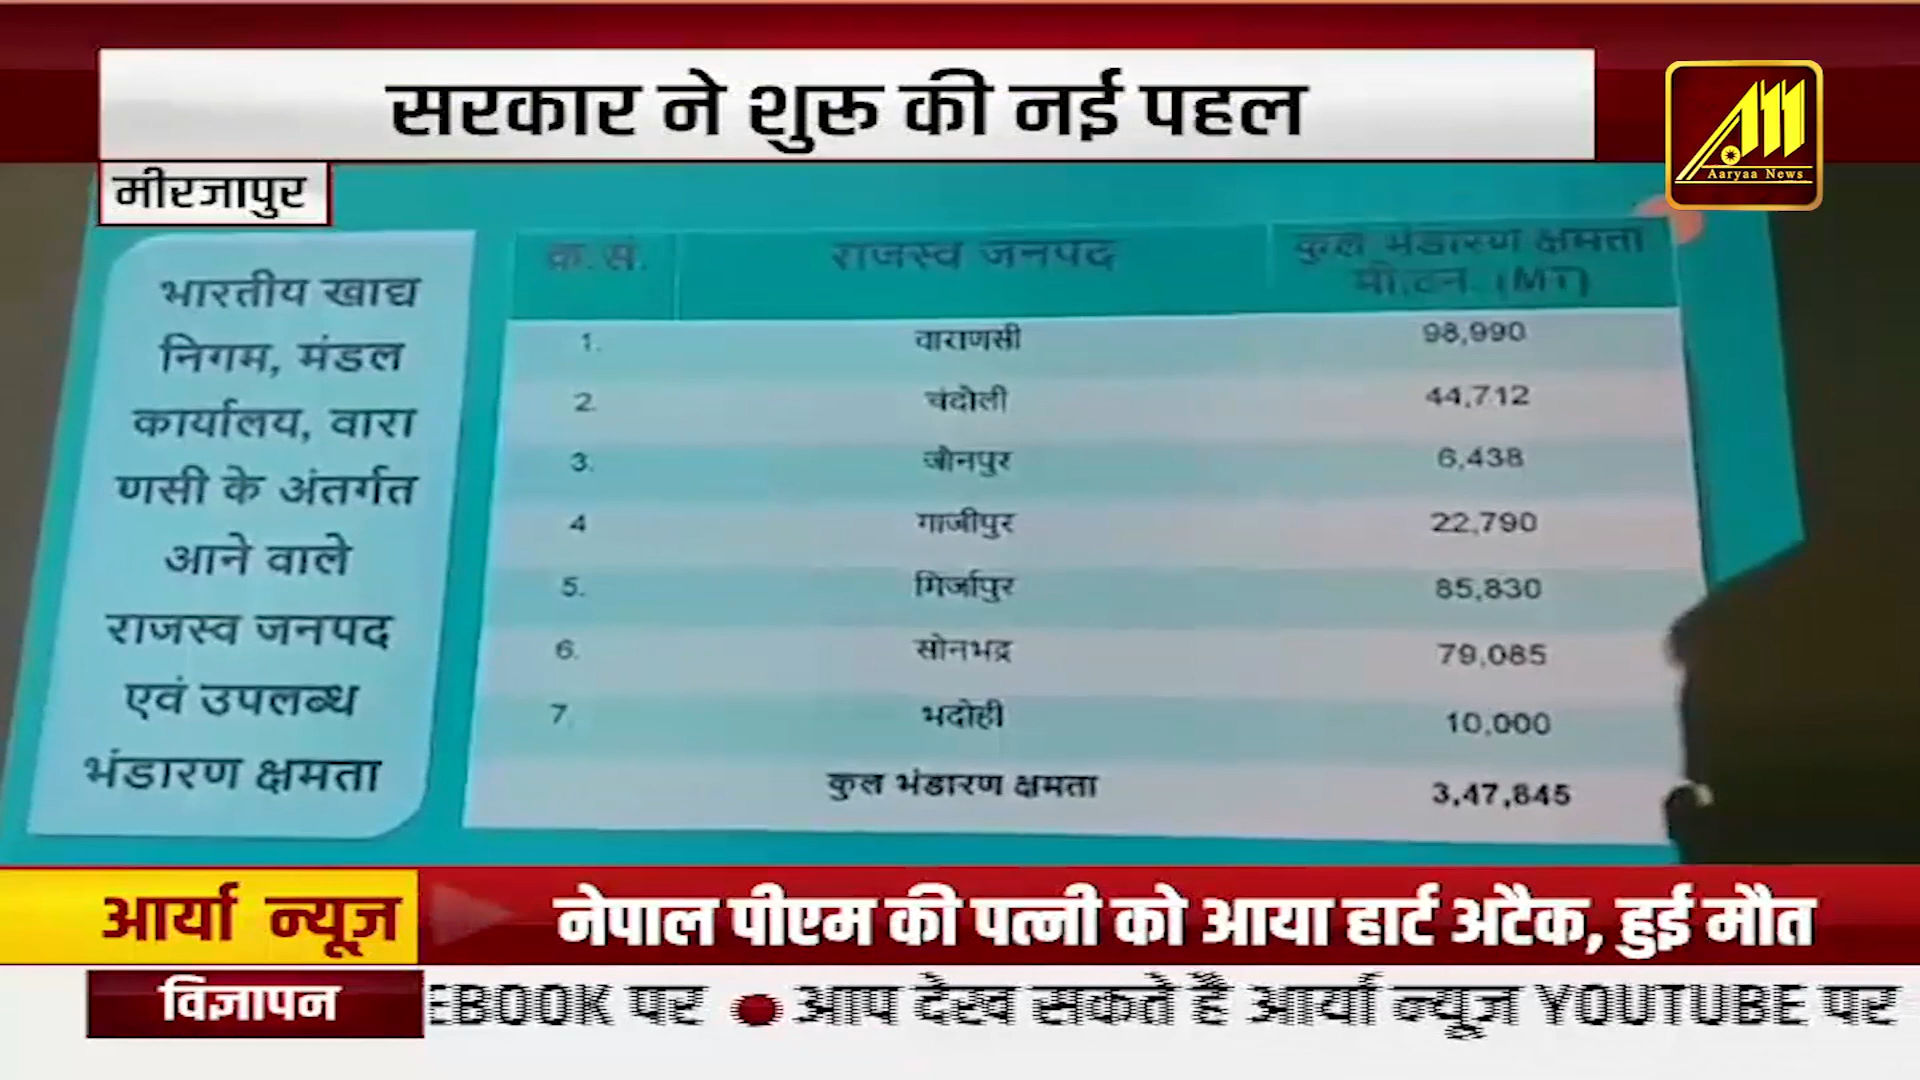 सरकार ने शुरू की नई पहल
Aaryaa News
मीरजापुर
भारतीय खाद्य
निगम, मंडल
कार्यालय, वारा
णसी के अंतर्गत
आने वाले
राजस्व जनपद
एवं उपलब्ध
भंडारण क्षमता
क्र.सं. राजस्व जनपद कुल भंडारण क्षमता
मी.टन. (MT)
1. वाराणसी 98,990
2. चंदोली 44,712
3. जौनपुर 6,438
4 गाजीपुर 22,790
5. मिर्जापुर 85,830
6. सोनभद्र 79,085
7. भदोही 10,000
कुल भंडारण क्षमता 3,47,845
आर्या न्यूज़ नेपाल पीएम की पत्नी को आया हार्ट अटैक, हुई मौत
विज्ञापन EBOOK पर आप देख सकते हैं आर्या न्यूज़ YOUTUBE पर